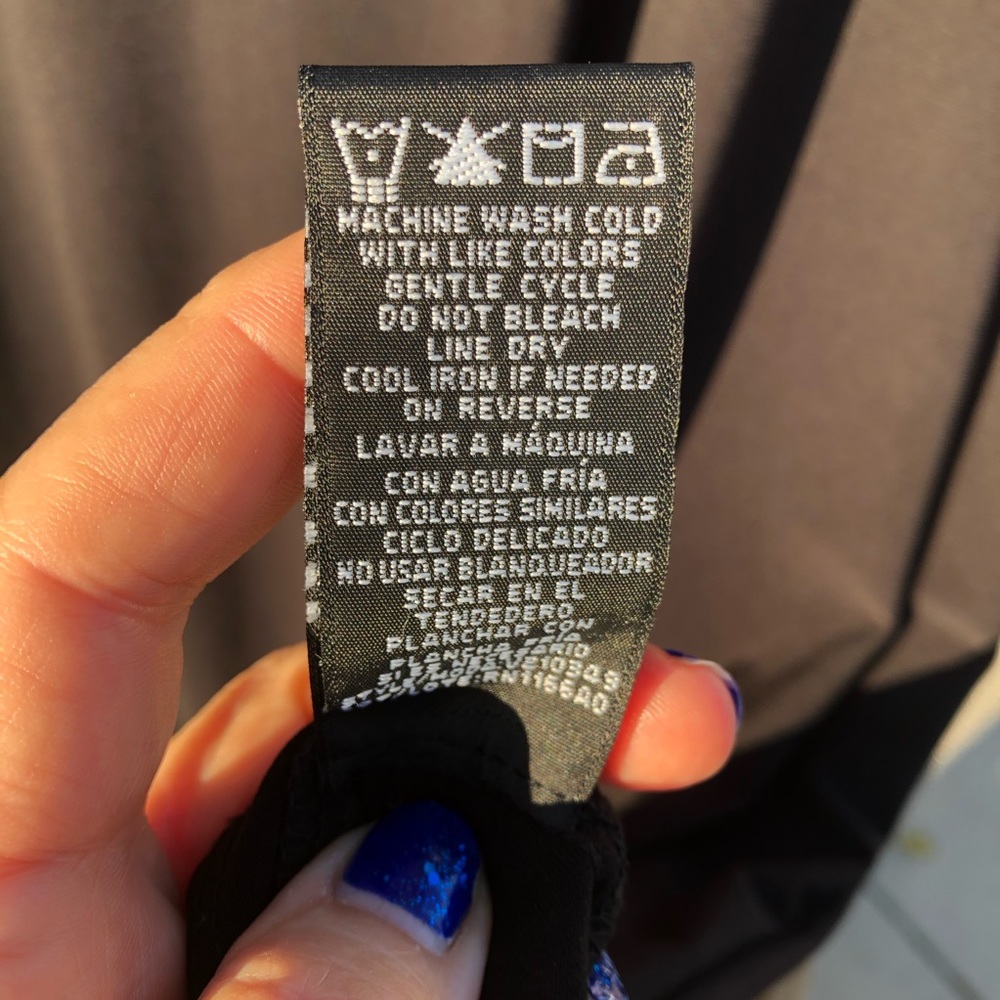 MACHINE WASH COLD
WITH LIKE COLORS
GENTLE CYCLE
DO NOT BLEACH
LINE DRY
COOL IRON IF NEEDED
ON REVERSE
LAVAR A MÁQUINA
CON AGUA FRÍA
CON COLORES SIMILARES
CICLO DELICADO
NO USAR BLANQUEADOR
SECAR EN EL
TENDEDERO
PLANCHAR CON
PLANCHA